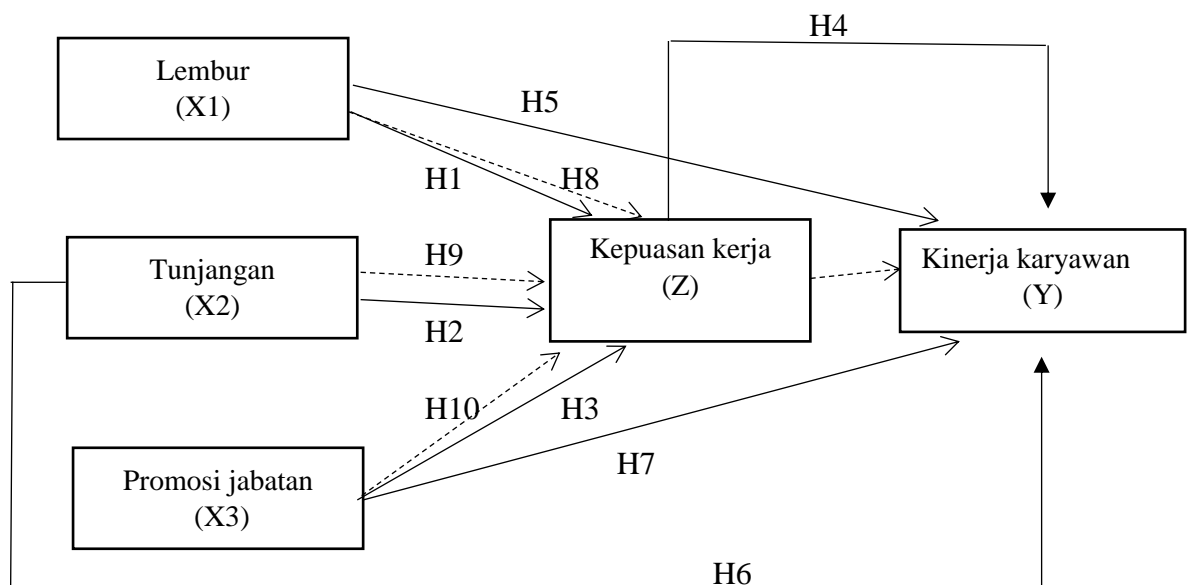 H4
Lembur
(X1)
H5
H1
H8
Tunjangan
(X2)
H9
H2
Kepuasan kerja
(Z)
Kinerja karyawan
(Y)
H10
H3
H7
Promosi jabatan
(X3)
H6